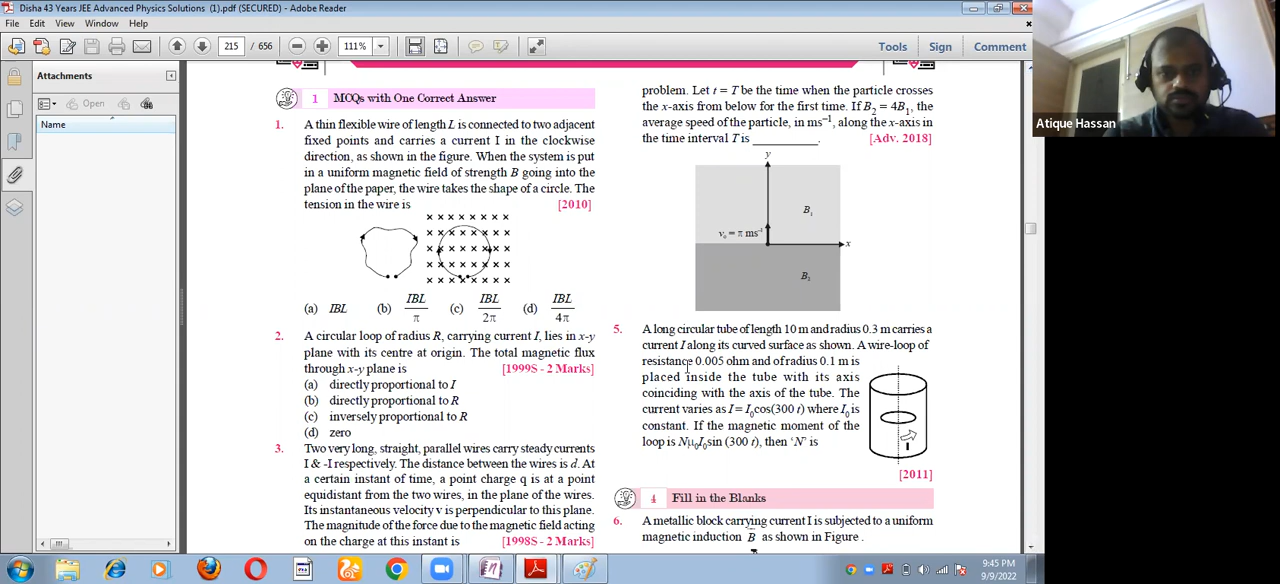 Disha 43 Years JEE Advanced Physics Solutions (1).pdf (SECURED) - Adobe Reader
File Edit View Window Help
215 / 656
111%
Tools Sign Comment
Attachments
Open
Name
1 MCQs with One Correct Answer
1. A thin flexible wire of length L is connected to two adjacent
fixed points and carries a current I in the clockwise
direction, as shown in the figure. When the system is put
in a uniform magnetic field of strength B going into the
plane of the paper, the wire takes the shape of a circle. The
tension in the wire is [2010]
(a) IBL (b) IBL/π (c) IBL/2π (d) IBL/4π
2. A circular loop of radius R, carrying current I, lies in x-y
plane with its centre at origin. The total magnetic flux
through x-y plane is [1999S - 2 Marks]
(a) directly proportional to I
(b) directly proportional to R
(c) inversely proportional to R
(d) zero
3. Two very long, straight, parallel wires carry steady currents
I & -I respectively. The distance between the wires is d. At
a certain instant of time, a point charge q is at a point
equidistant from the two wires, in the plane of the wires.
Its instantaneous velocity v is perpendicular to this plane.
The magnitude of the force due to the magnetic field acting
on the charge at this instant is [1998S - 2 Marks]
problem. Let t = T be the time when the particle crosses
the x-axis from below for the first time. If B₂ = 4B₁, the
average speed of the particle, in ms⁻¹, along the x-axis in
the time interval T is __________. [Adv. 2018]
y
B₁
v₀ = π ms⁻¹
x
B₂
5. A long circular tube of length 10 m and radius 0.3 m carries a
current I along its curved surface as shown. A wire-loop of
resistance 0.005 ohm and of radius 0.1 m is
placed inside the tube with its axis
coinciding with the axis of the tube. The
current varies as I = I₀cos(300 t) where I₀ is
constant. If the magnetic moment of the
loop is Nμ₀I₀sin (300 t), then 'N' is
I
[2011]
4 Fill in the Blanks
6. A metallic block carrying current I is subjected to a uniform
magnetic induction B as shown in Figure .
Atique Hassan
9:45 PM
9/9/2022